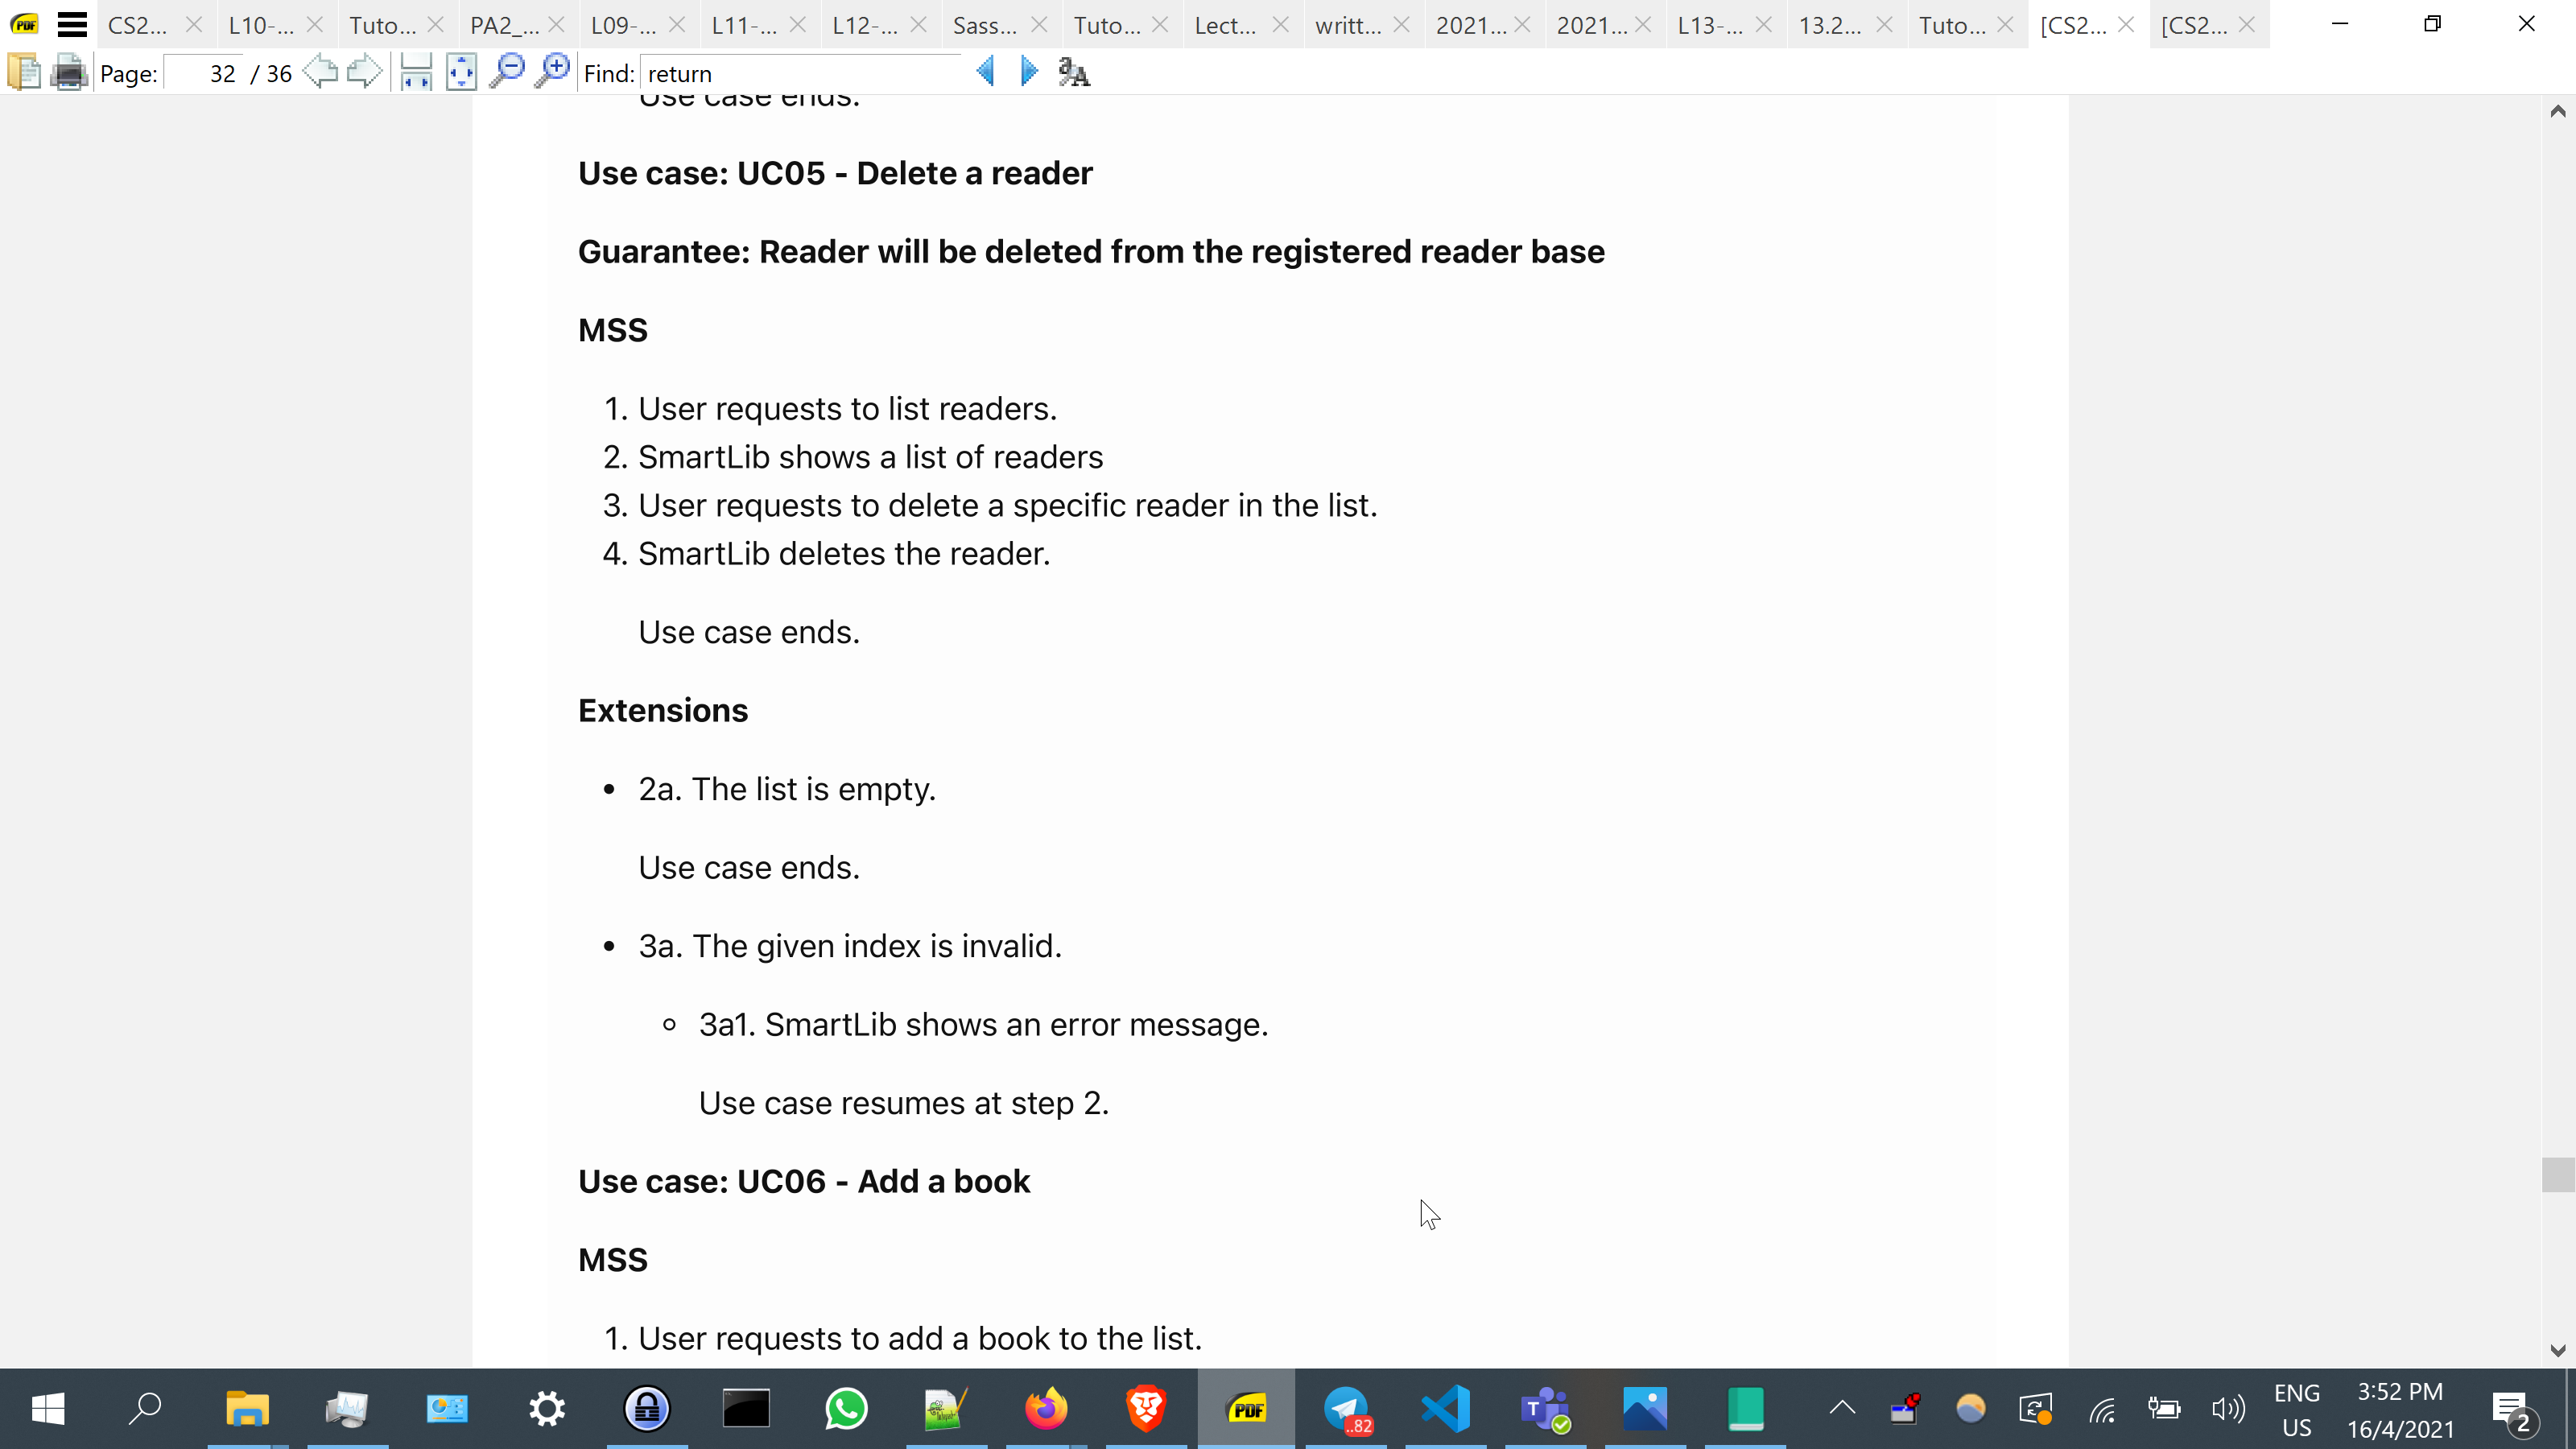 CS2... L10-... Tuto... PA2_... L09-... L11-... L12-... Sass... Tuto... Lect... writt... 2021... 2021... L13-... 13.2... Tuto... [CS2... [CS2...
Page: 32 / 36 Find: return
Use case ends.
Use case: UC05 - Delete a reader
Guarantee: Reader will be deleted from the registered reader base
MSS
1. User requests to list readers.
2. SmartLib shows a list of readers
3. User requests to delete a specific reader in the list.
4. SmartLib deletes the reader.
Use case ends.
Extensions
• 2a. The list is empty.
Use case ends.
• 3a. The given index is invalid.
○ 3a1. SmartLib shows an error message.
Use case resumes at step 2.
Use case: UC06 - Add a book
MSS
1. User requests to add a book to the list.
PDF
..82
ENG
US
3:52 PM
16/4/2021
2